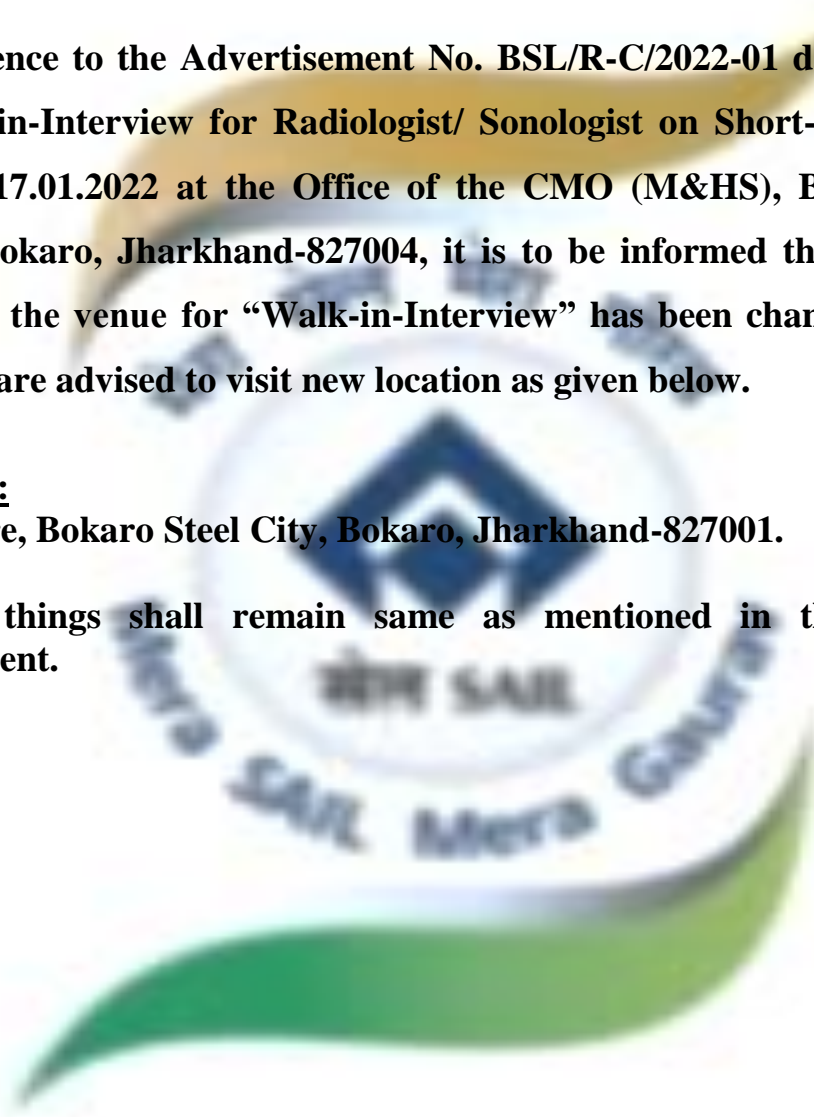 ence to the Advertisement No. BSL/R-C/2022-01 d
in-Interview for Radiologist/ Sonologist on Short-
17.01.2022 at the Office of the CMO (M&HS), B
okaro, Jharkhand-827004, it is to be informed th
the venue for “Walk-in-Interview” has been chan
are advised to visit new location as given below.
:
re, Bokaro Steel City, Bokaro, Jharkhand-827001.
things shall remain same as mentioned in th
ent.
सेल SAIL
Mera SAIL Mera Gaurav